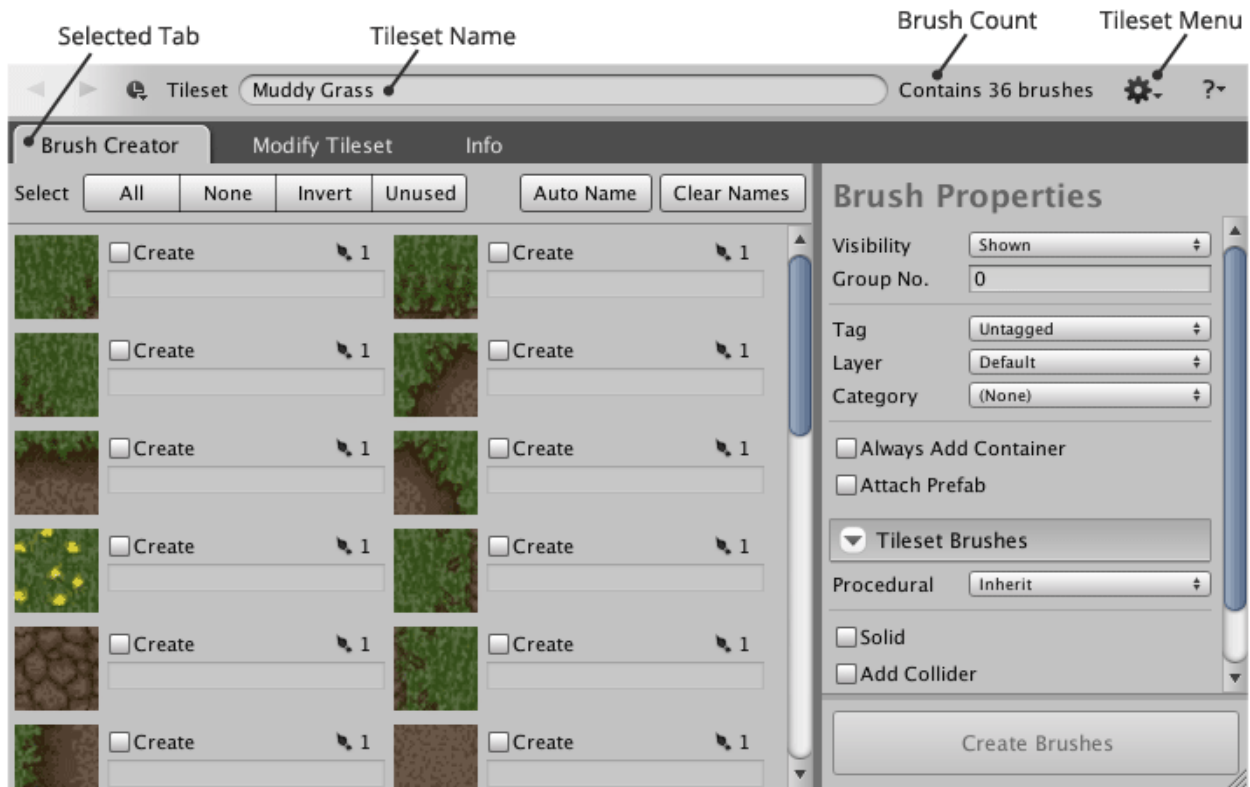 Selected Tab
Tileset Name
Brush Count
Tileset Menu
Tileset
Muddy Grass
Contains 36 brushes
?
Brush Creator
Modify Tileset
Info
Select
All
None
Invert
Unused
Auto Name
Clear Names
Create
1
Create
1
Create
1
Create
1
Create
1
Create
1
Create
1
Create
1
Create
1
Create
1
Create
1
Create
1
Brush Properties
Visibility
Shown
Group No.
0
Tag
Untagged
Layer
Default
Category
(None)
Always Add Container
Attach Prefab
Tileset Brushes
Procedural
Inherit
Solid
Add Collider
Create Brushes